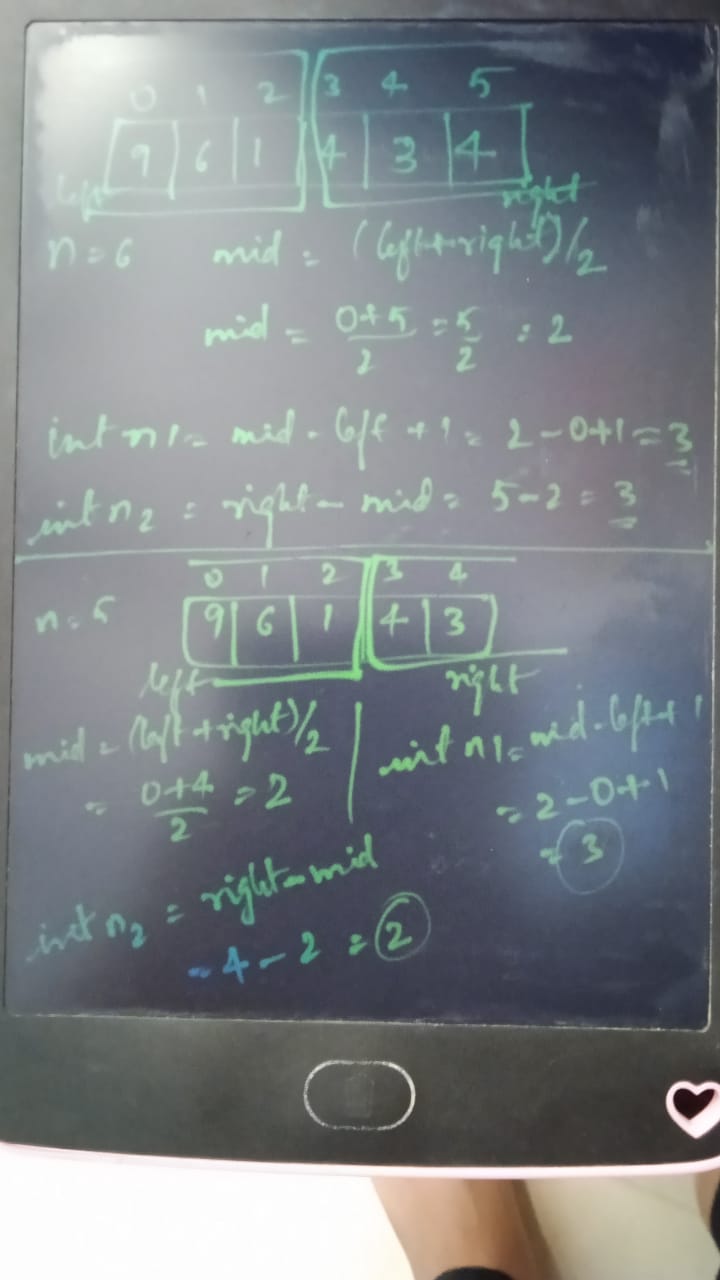 0 1 2 3 4 5
9 6 1 4 3 4
left right
n=6 mid = (left+right)/2
mid = 0+5/2 = 5/2 = 2
int n1 = mid - left + 1 = 2-0+1 = 3
int n2 = right - mid = 5-2 = 3
0 1 2 3 4
n=5 9 6 1 4 3
left right
mid = (left+right)/2 int n1 = mid-left+1
= 0+4/2 = 2 = 2-0+1
= 3
int n2 = right-mid
= 4-2 = 2